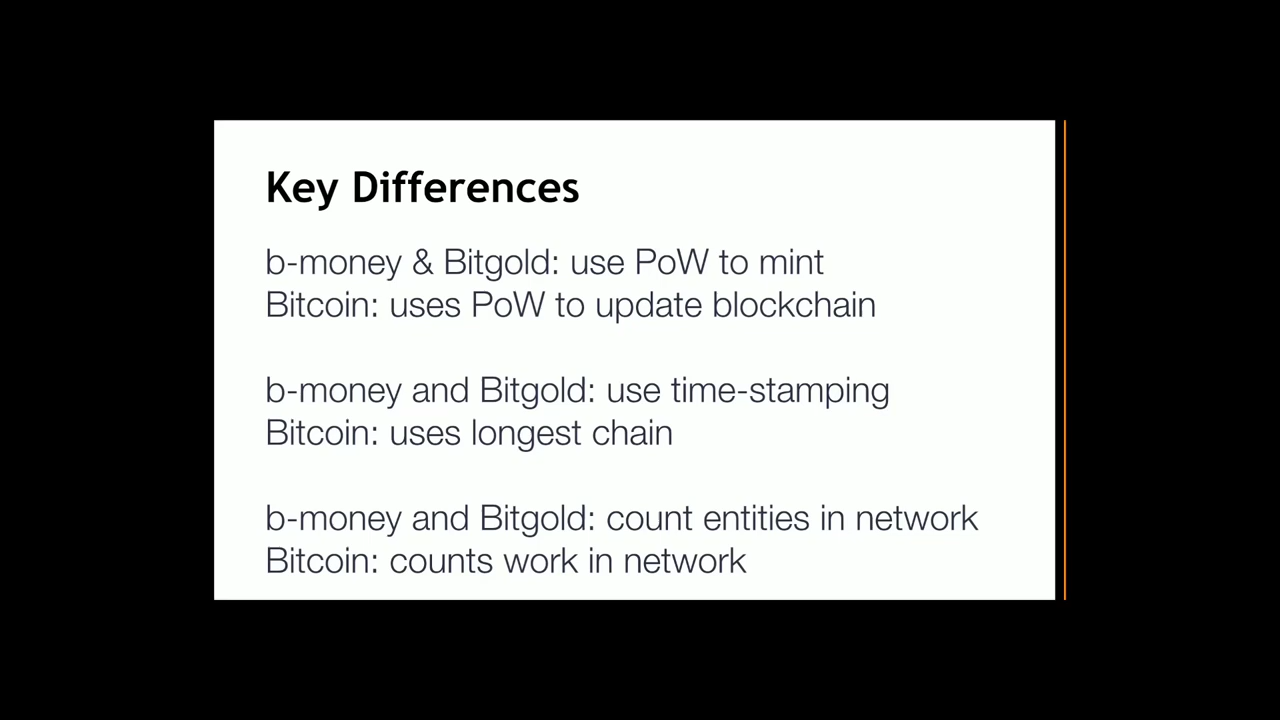 Key Differences
b-money & Bitgold: use PoW to mint
Bitcoin: uses PoW to update blockchain
b-money and Bitgold: use time-stamping
Bitcoin: uses longest chain
b-money and Bitgold: count entities in network
Bitcoin: counts work in network